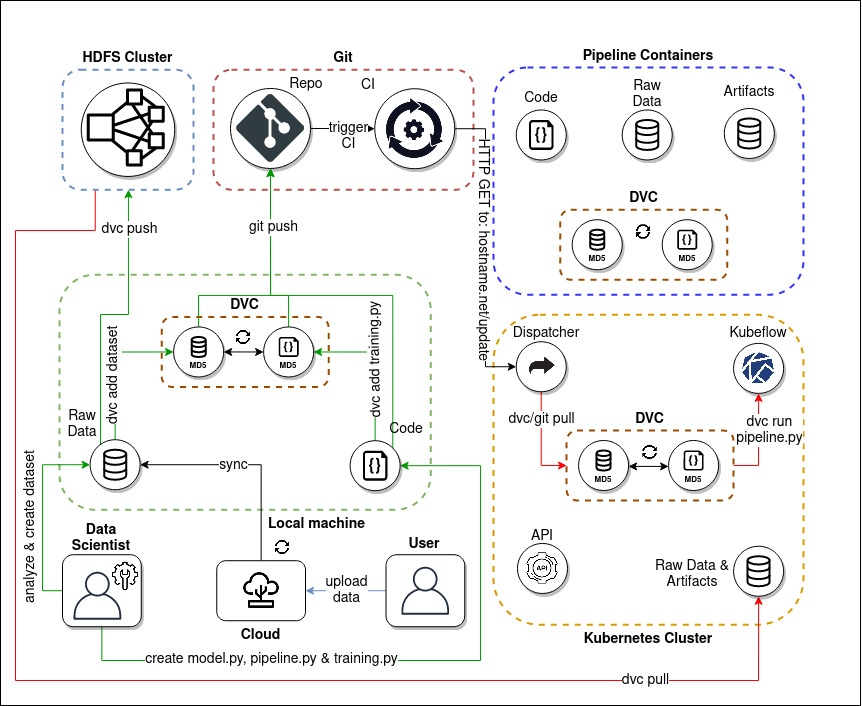 HDFS Cluster
Git
Pipeline Containers
Repo
CI
trigger
CI
Code
Raw
Data
Artifacts
HTTP GET to: hostname.net/update
DVC
MD5
MD5
dvc push
git push
DVC
MD5
MD5
dvc add dataset
dvc add training.py
Raw
Data
Code
sync
Local machine
analyze & create dataset
Data
Scientist
Cloud
upload
data
User
create model.py, pipeline.py & training.py
Dispatcher
Kubeflow
dvc/git pull
DVC
MD5
MD5
dvc run
pipeline.py
API
API
Raw Data &
Artifacts
Kubernetes Cluster
dvc pull